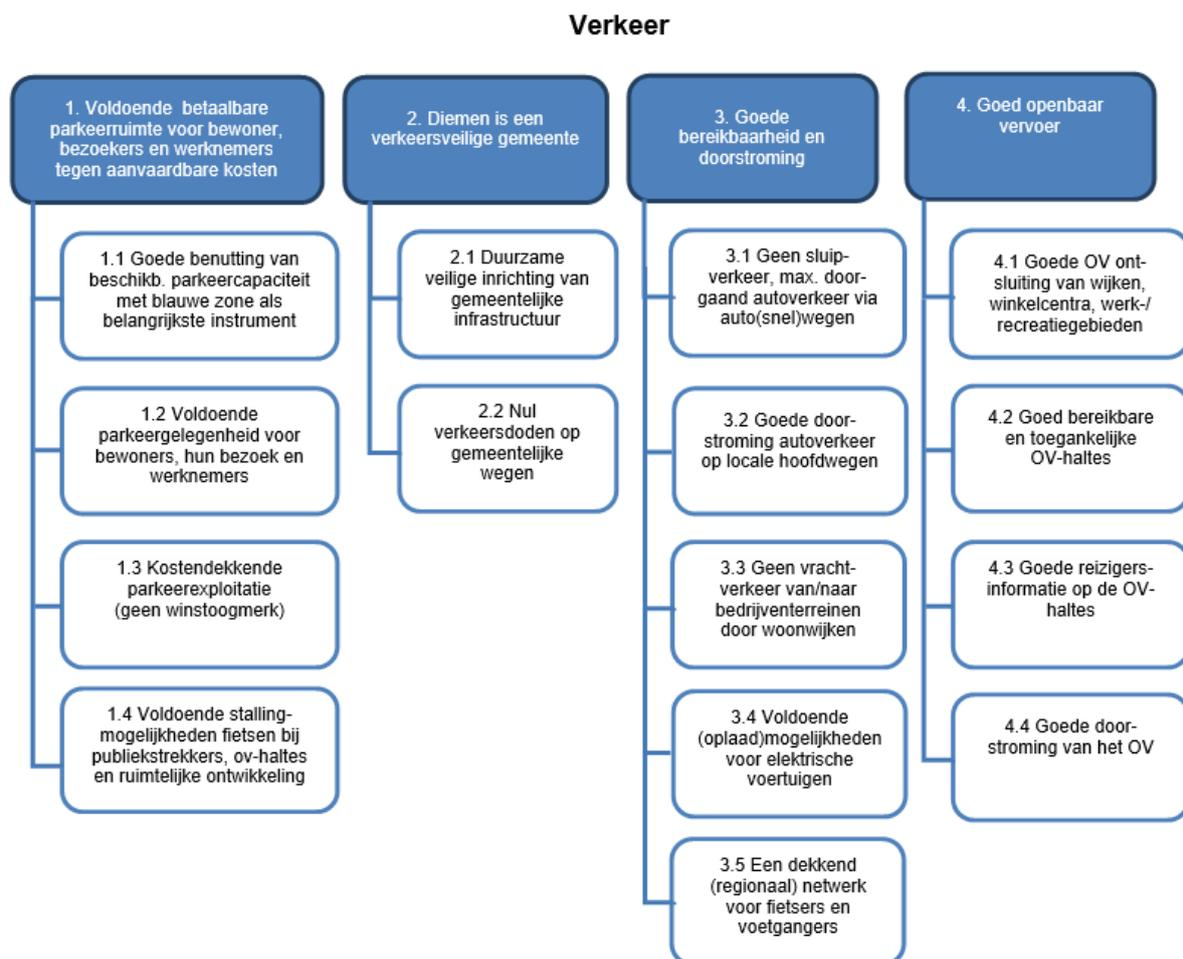 Verkeer
1. Voldoende betaalbare
parkeerruimte voor bewoner,
bezoekers en werknemers
tegen aanvaardbare kosten
1.1 Goede benutting van
beschikb. parkeercapaciteit
met blauwe zone als
belangrijkste instrument
1.2 Voldoende
parkeergelegenheid voor
bewoners, hun bezoek en
werknemers
1.3 Kostendekkende
parkeerexploitatie
(geen winstoogmerk)
1.4 Voldoende stalling-
mogelijkheden fietsen bij
publiekstrekkers, ov-haltes
en ruimtelijke ontwikkeling
2. Diemen is een
verkeersveilige gemeente
2.1 Duurzame
veilige inrichting van
gemeentelijke
infrastructuur
2.2 Nul
verkeersdoden op
gemeentelijke
wegen
3. Goede
bereikbaarheid en
doorstroming
3.1 Geen sluip-
verkeer, max. door-
gaand autoverkeer via
auto(snel)wegen
3.2 Goede door-
stroming autoverkeer
op locale hoofdwegen
3.3 Geen vracht-
verkeer van/naar
bedrijventerreinen
door woonwijken
3.4 Voldoende
(oplaad)mogelijkheden
voor elektrische
voertuigen
3.5 Een dekkend
(regionaal) netwerk
voor fietsers en
voetgangers
4. Goed openbaar
vervoer
4.1 Goede OV ont-
sluiting van wijken,
winkelcentra, werk-/
recreatiegebieden
4.2 Goed bereikbare
en toegankelijke
OV-haltes
4.3 Goede reizigers-
informatie op de OV-
haltes
4.4 Goede door-
stroming van het OV